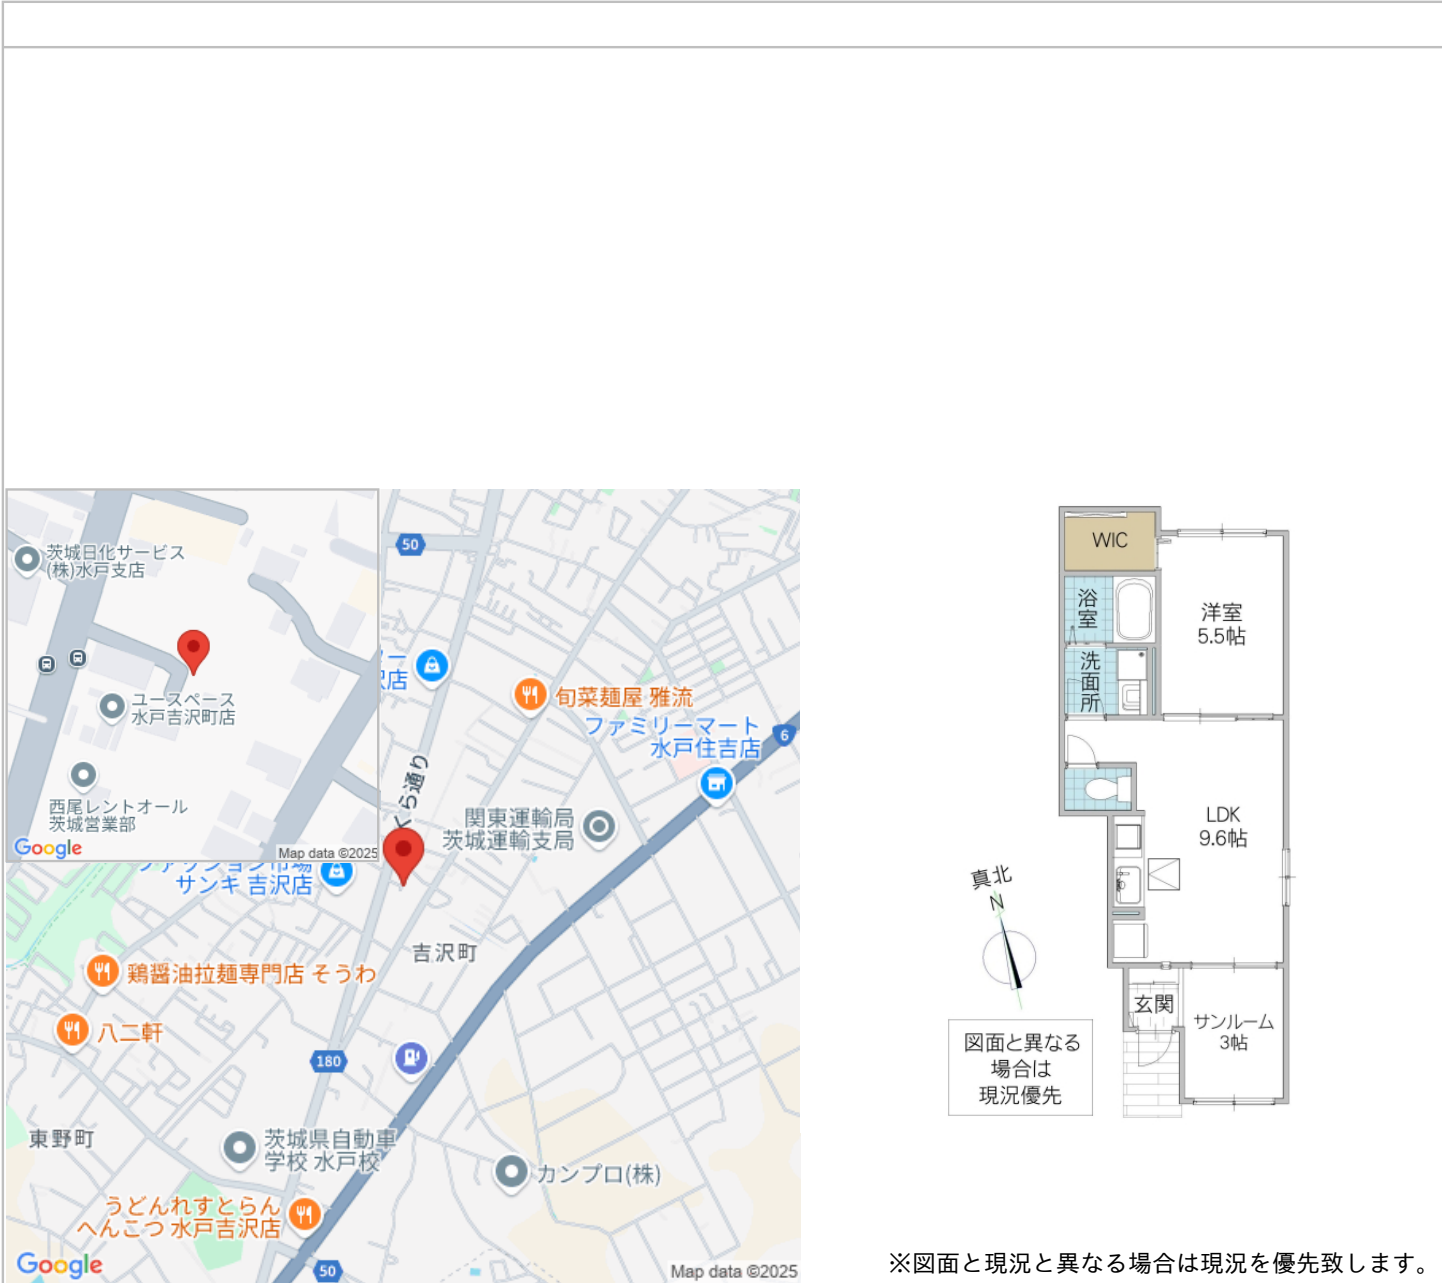 茨城日化サービス
(株)水戸支店
ユースペース
水戸吉沢町店
西尾レントオール
茨城営業部
Google
Map data ©2025
50
旬菜麺屋 雅流
ファミリーマート
水戸住吉店
6
くら通り
関東運輸局
茨城運輸支局
ファッション市場
サンキ 吉沢店
吉沢町
鶏醤油拉麺専門店 そうわ
八二軒
180
東野町
茨城県自動車
学校 水戸校
カンプロ(株)
うどんれすとらん
へんこつ 水戸吉沢店
50
Google
Map data ©2025
WIC
浴室
洋室
5.5帖
洗面所
LDK
9.6帖
真北
N
玄関
サンルーム
3帖
図面と異なる
場合は
現況優先
※図面と現況と異なる場合は現況を優先致します。